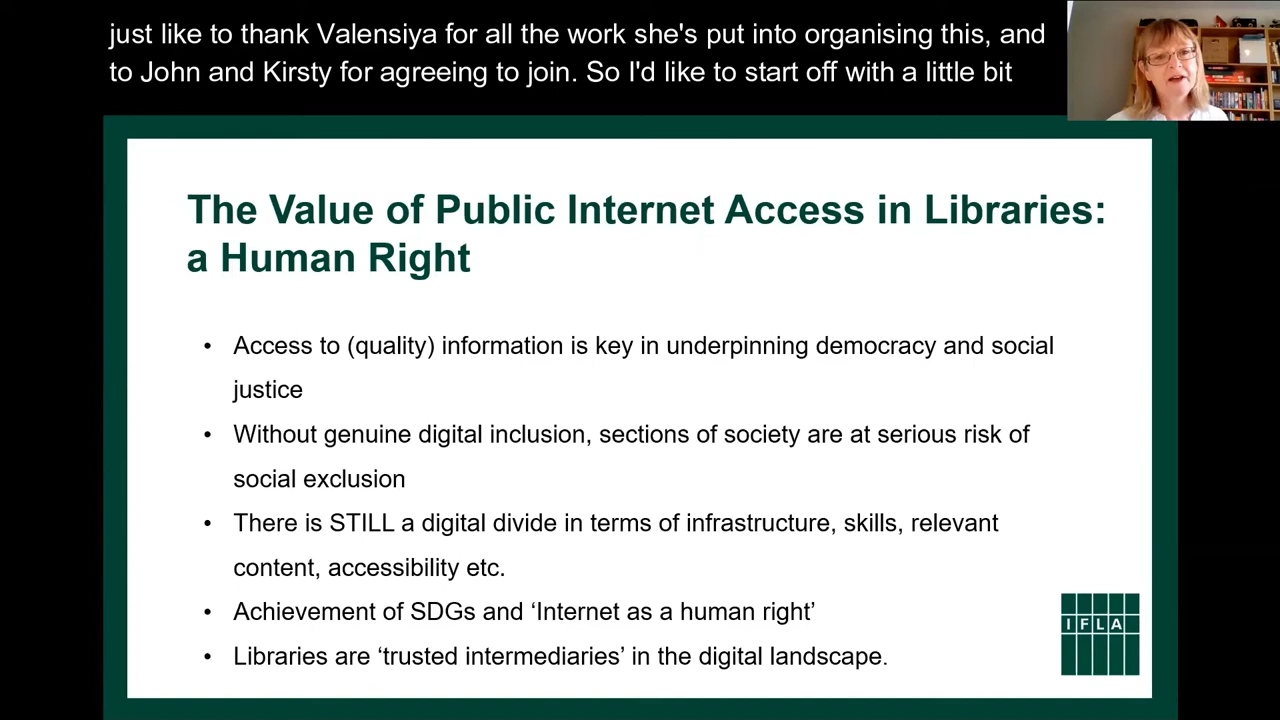 just like to thank Valensiya for all the work she's put into organising this, and
to John and Kirsty for agreeing to join. So I'd like to start off with a little bit
The Value of Public Internet Access in Libraries:
a Human Right
• Access to (quality) information is key in underpinning democracy and social
justice
• Without genuine digital inclusion, sections of society are at serious risk of
social exclusion
• There is STILL a digital divide in terms of infrastructure, skills, relevant
content, accessibility etc.
• Achievement of SDGs and ‘Internet as a human right’
• Libraries are ‘trusted intermediaries’ in the digital landscape.
IFLA